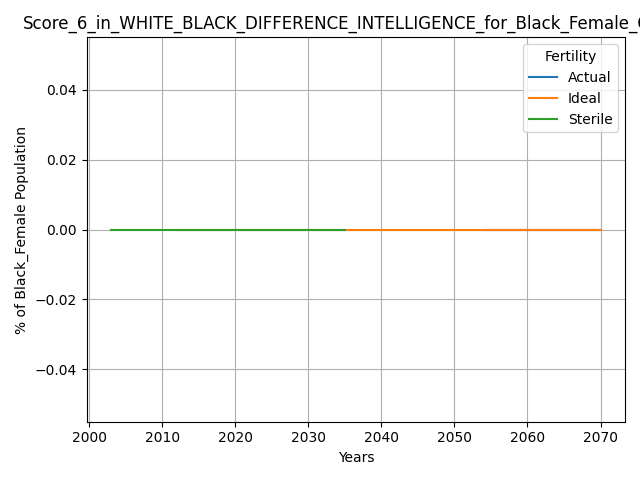 Score_6_in_WHITE_BLACK_DIFFERENCE_INTELLIGENCE_for_Black_Female_
Fertility
Actual
Ideal
Sterile
% of Black_Female Population
0.04
0.02
0.00
−0.02
−0.04
2000 2010 2020 2030 2040 2050 2060 2070
Years